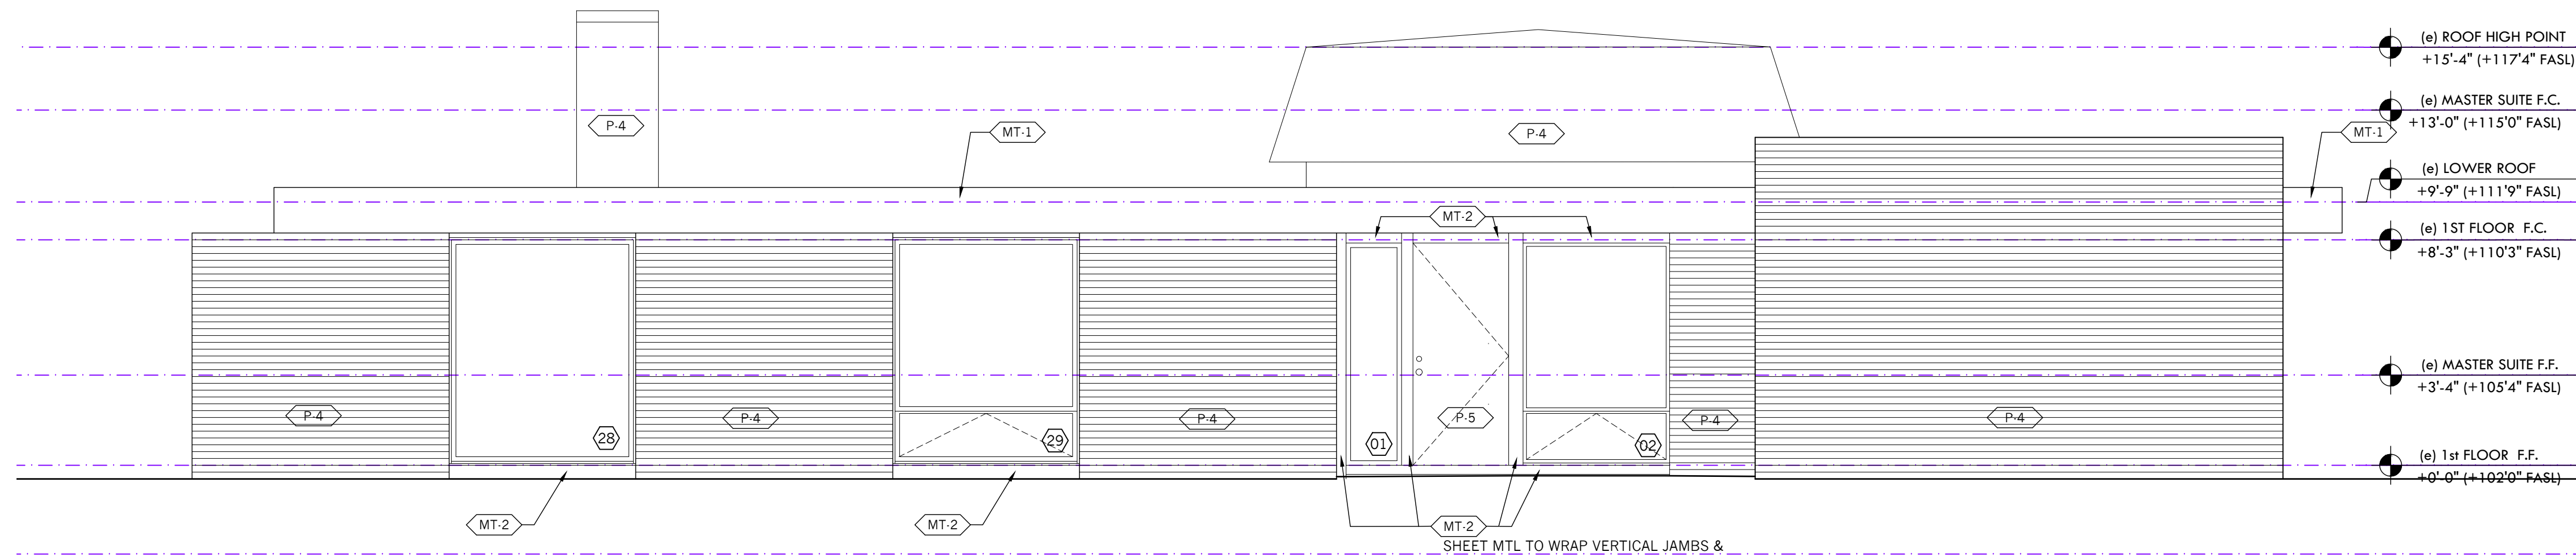 (e) ROOF HIGH POINT
+15'-4" (+117'4" FASL)
(e) MASTER SUITE F.C.
+13'-0" (+115'0" FASL)
P-4
MT-1
P-4
MT-1
(e) LOWER ROOF
+9'-9" (+111'9" FASL)
MT-2
(e) 1ST FLOOR F.C.
+8'-3" (+110'3" FASL)
(e) MASTER SUITE F.F.
+3'-4" (+105'4" FASL)
P-4
28
P-4
29
P-4
01
P-5
02
P-4
P-4
(e) 1st FLOOR F.F.
+0'-0" (+102'0" FASL)
MT-2
MT-2
MT-2
SHEET MTL TO WRAP VERTICAL JAMBS &